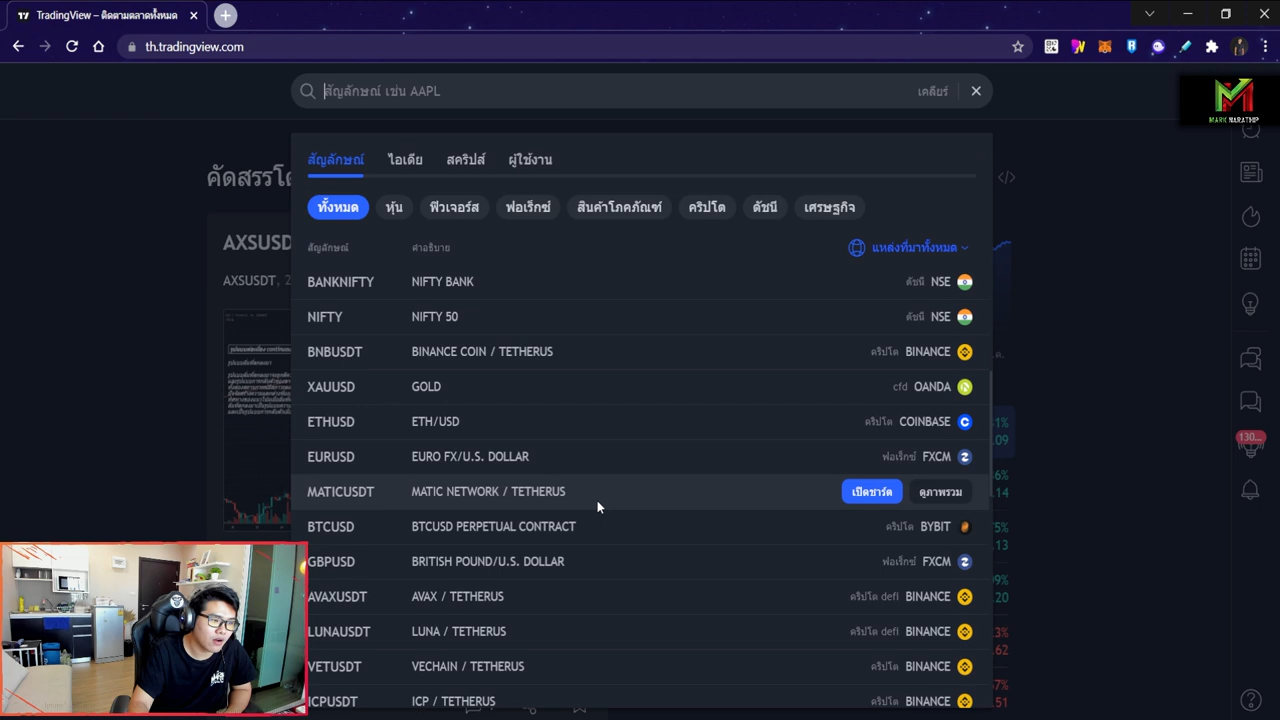 TradingView – ติดตามตลาดทั้งหมด
th.tradingview.com
สัญลักษณ์ เช่น AAPL เคลียร์
MARK NARATHIP
สัญลักษณ์ ไอเดีย สคริปส์ ผู้ใช้งาน
ทั้งหมด หุ้น ฟิวเจอร์ส ฟอเร็กซ์ สินค้าโภคภัณฑ์ คริปโต ดัชนี เศรษฐกิจ
สัญลักษณ์ คำอธิบาย แหล่งที่มาทั้งหมด
BANKNIFTY NIFTY BANK ดัชนี NSE
NIFTY NIFTY 50 ดัชนี NSE
BNBUSDT BINANCE COIN / TETHERUS คริปโต BINANCE
XAUUSD GOLD cfd OANDA
ETHUSD ETH/USD คริปโต COINBASE
EURUSD EURO FX/U.S. DOLLAR ฟอเร็กซ์ FXCM
MATICUSDT MATIC NETWORK / TETHERUS เปิดชาร์ต ดูภาพรวม
BTCUSD BTCUSD PERPETUAL CONTRACT คริปโต BYBIT
GBPUSD BRITISH POUND/U.S. DOLLAR ฟอเร็กซ์ FXCM
AVAXUSDT AVAX / TETHERUS คริปโต defi BINANCE
LUNAUSDT LUNA / TETHERUS คริปโต defi BINANCE
VETUSDT VECHAIN / TETHERUS คริปโต BINANCE
ICPUSDT ICP / TETHERUS คริปโต BINANCE
คัดสรรโด
AXSUSD
AXSUSDT, 2
130...